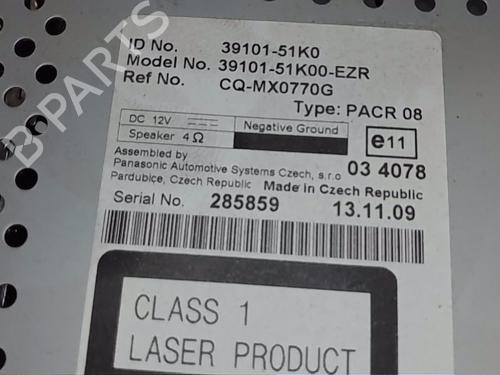 ID No. 39101-51K0
Model No. 39101-51K00-EZR
Ref No. CQ-MX0770G
Type: PACR 08
DC 12V Negative Ground
Speaker 4Ω
e11
Assembled by
Panasonic Automotive Systems Czech, s.r.o
Pardubice, Czech Republic Made in Czech Republic
03 4078
Serial No. 285859 13.11.09
CLASS 1
LASER PRODUCT
B-Parts
B-Parts